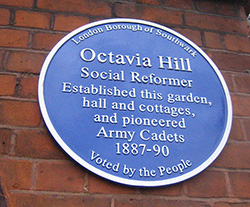 London Borough of Southwark
Octavia Hill
Social Reformer
Established this garden,
hall and cottages,
and pioneered
Army Cadets
1887-90
Voted by the People